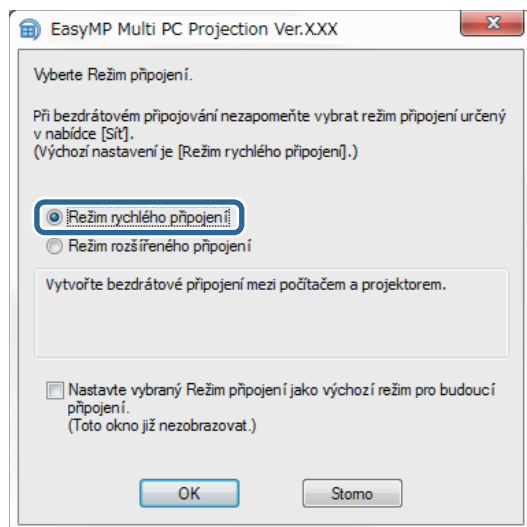 EasyMP Multi PC Projection Ver.XXX
Vyberte Režim připojení.
Při bezdrátovém připojování nezapomeňte vybrat režim připojení určený
v nabídce [Síť].
(Výchozí nastavení je [Režim rychlého připojení].)
Režim rychlého připojení
Režim rozšířeného připojení
Vytvořte bezdrátové připojení mezi počítačem a projektorem.
Nastavte vybraný Režim připojení jako výchozí režim pro budoucí
připojení.
(Toto okno již nezobrazovat.)
OK
Storno